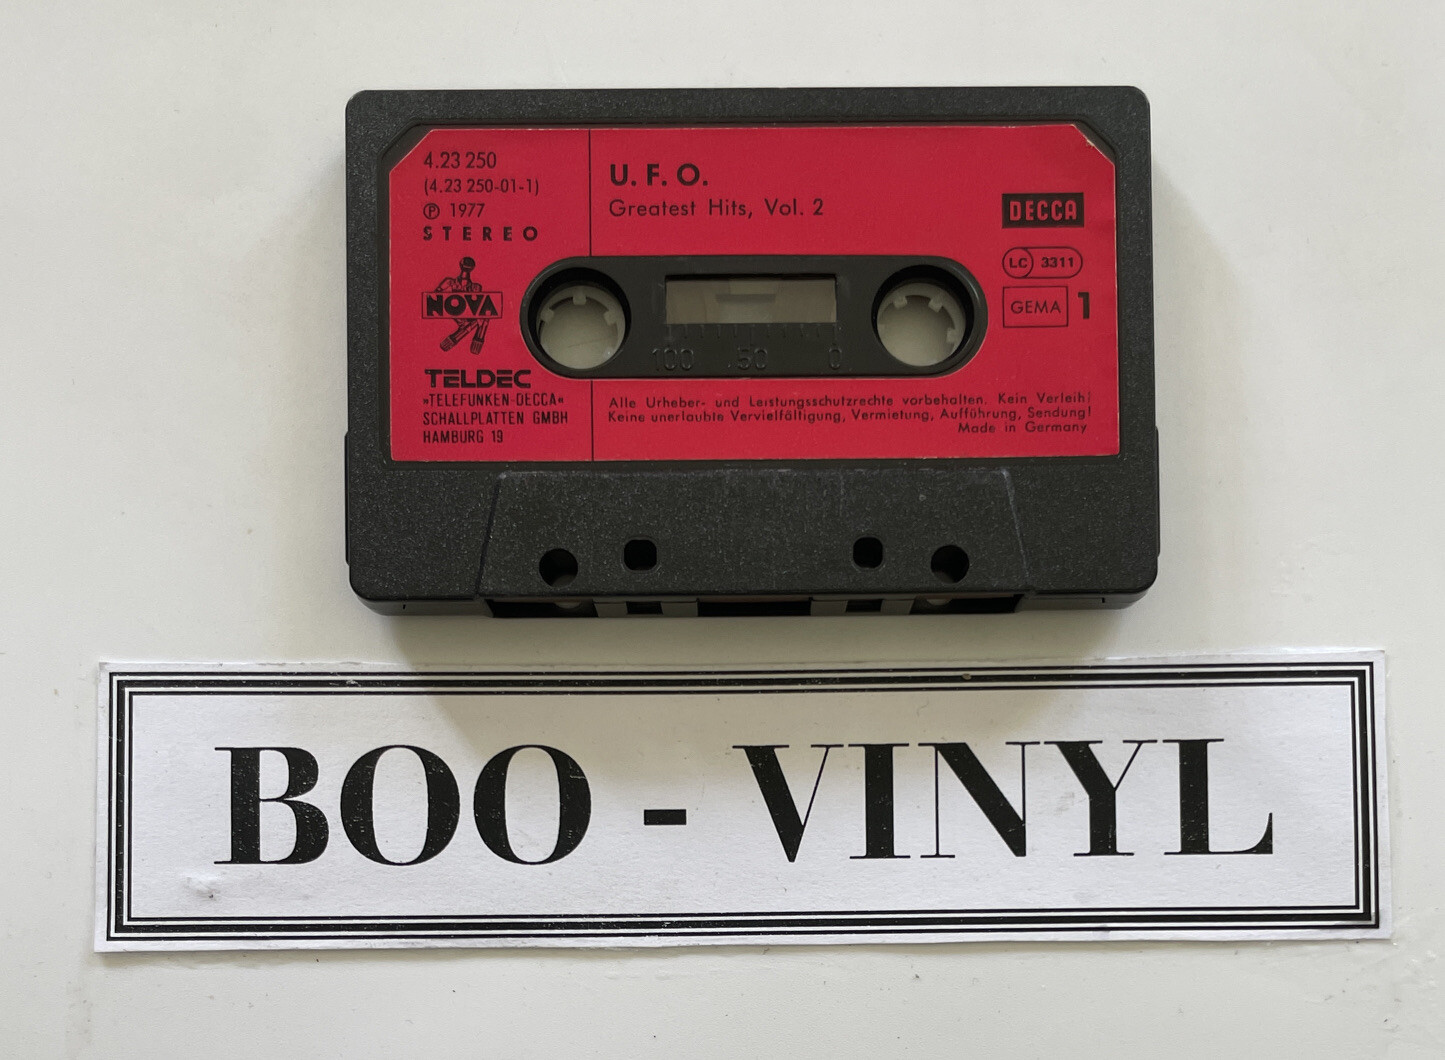 4.23 250
(4.23 250-01-1)
℗ 1977
STEREO
NOVA
TELDEC
»TELEFUNKEN-DECCA«
SCHALLPLATTEN GMBH
HAMBURG 19
U. F. O.
Greatest Hits, Vol. 2
DECCA
LC 3311
GEMA 1
100 50 0
Alle Urheber- und Leistungsschutzrechte vorbehalten. Kein Verleih!
Keine unerlaubte Vervielfältigung, Vermietung, Aufführung, Sendung!
Made in Germany
BOO - VINYL